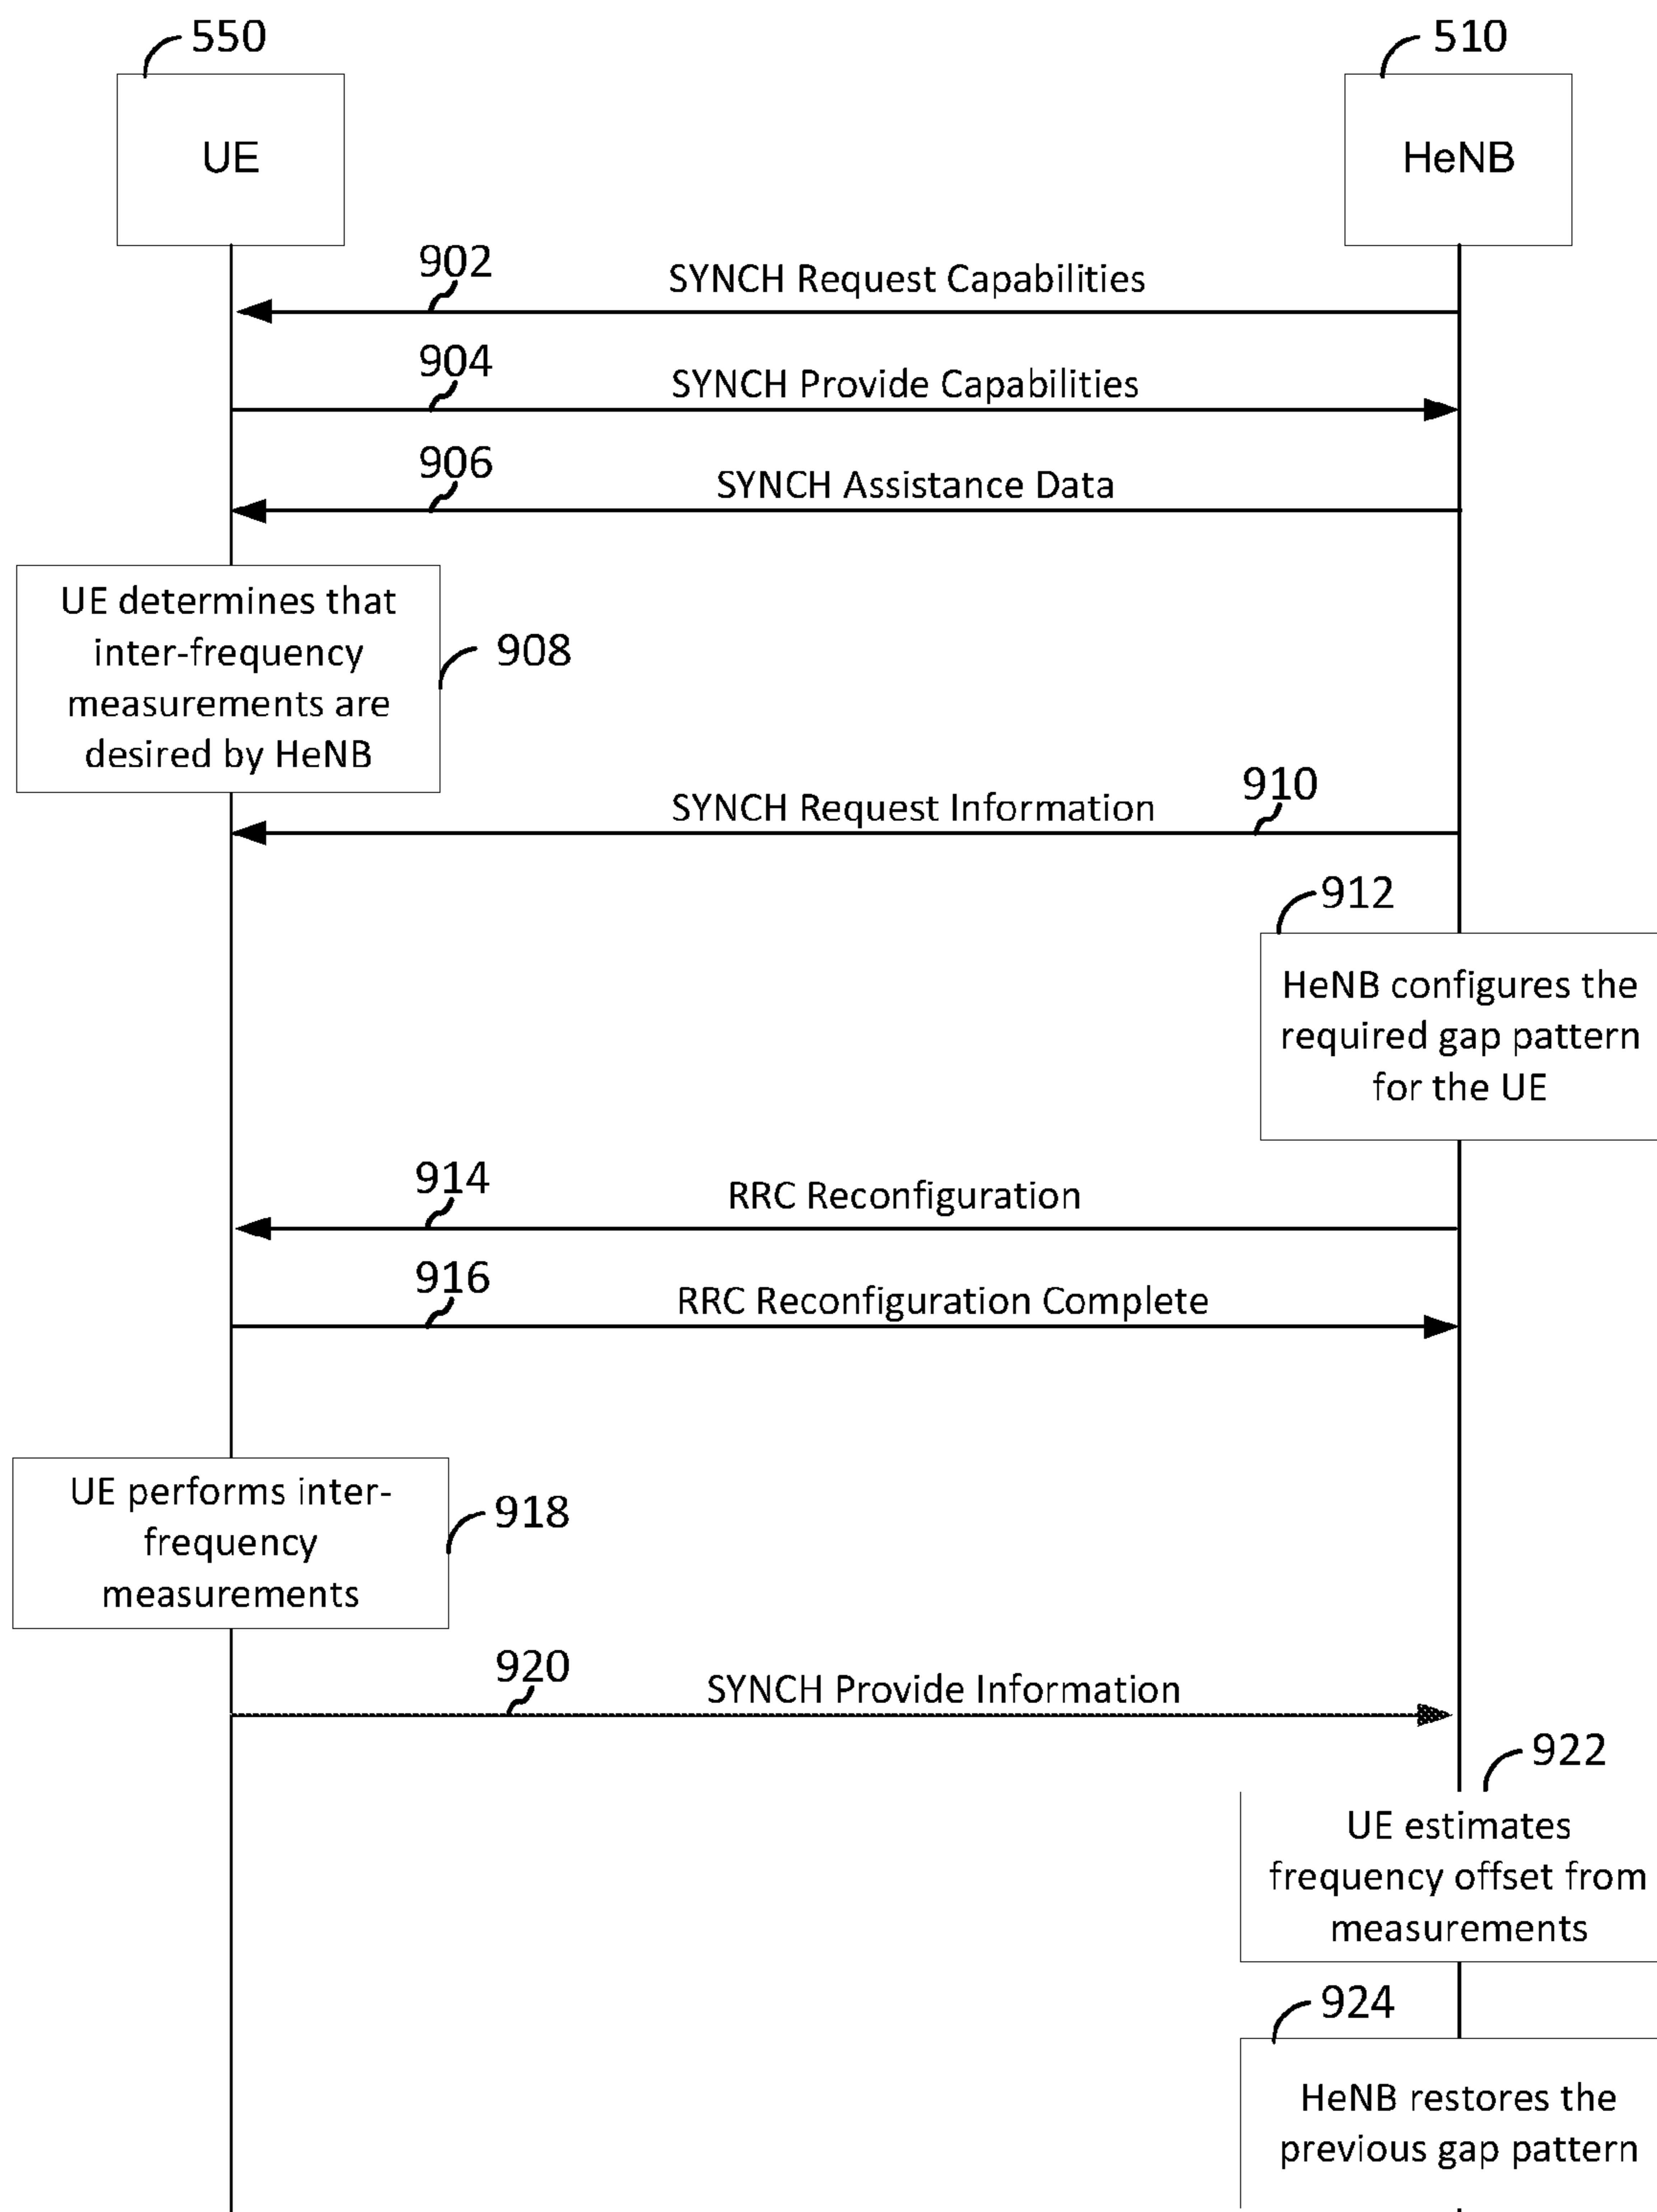 550
510
UE
HeNB
902
SYNCH Request Capabilities
904
SYNCH Provide Capabilities
906
SYNCH Assistance Data
UE determines that
inter-frequency
measurements are
desired by HeNB
908
910
SYNCH Request Information
912
HeNB configures the
required gap pattern
for the UE
914
RRC Reconfiguration
916
RRC Reconfiguration Complete
UE performs inter-
frequency
measurements
918
920
SYNCH Provide Information
922
UE estimates
frequency offset from
measurements
924
HeNB restores the
previous gap pattern